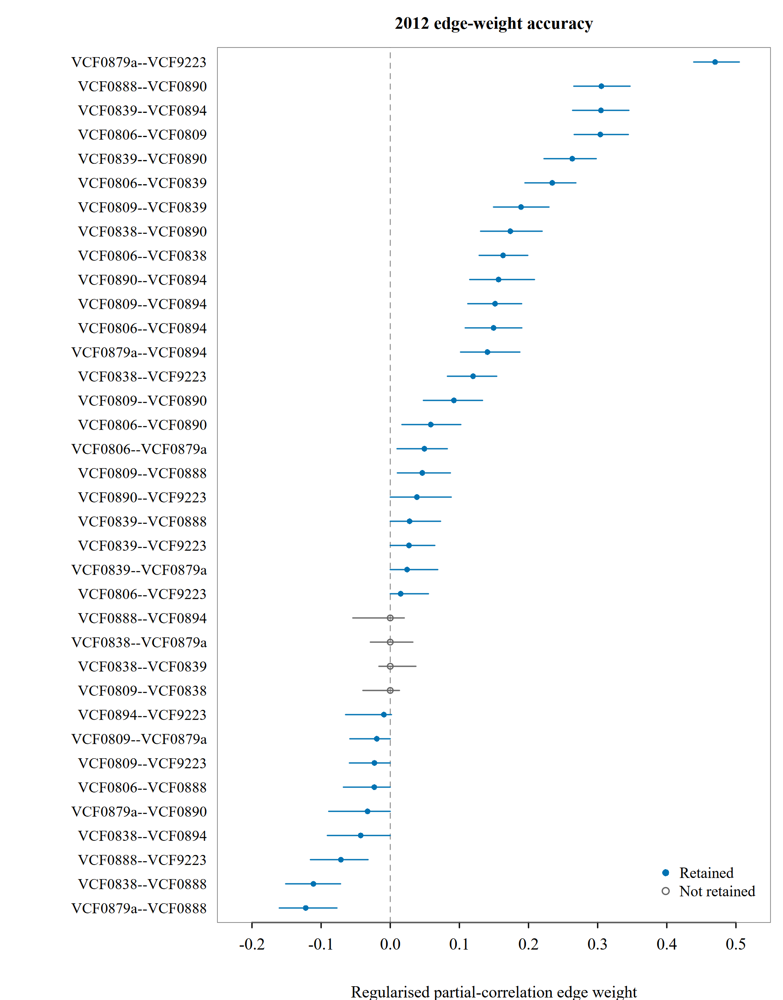 2012 edge-weight accuracy
VCF0879a--VCF9223
VCF0888--VCF0890
VCF0839--VCF0894
VCF0806--VCF0809
VCF0839--VCF0890
VCF0806--VCF0839
VCF0809--VCF0839
VCF0838--VCF0890
VCF0806--VCF0838
VCF0890--VCF0894
VCF0809--VCF0894
VCF0806--VCF0894
VCF0879a--VCF0894
VCF0838--VCF9223
VCF0809--VCF0890
VCF0806--VCF0890
VCF0806--VCF0879a
VCF0809--VCF0888
VCF0890--VCF9223
VCF0839--VCF0888
VCF0839--VCF9223
VCF0839--VCF0879a
VCF0806--VCF9223
VCF0888--VCF0894
VCF0838--VCF0879a
VCF0838--VCF0839
VCF0809--VCF0838
VCF0894--VCF9223
VCF0809--VCF0879a
VCF0809--VCF9223
VCF0806--VCF0888
VCF0879a--VCF0890
VCF0838--VCF0894
VCF0888--VCF9223
VCF0838--VCF0888
VCF0879a--VCF0888
Retained
Not retained
-0.2 -0.1 0.0 0.1 0.2 0.3 0.4 0.5
Regularised partial-correlation edge weight